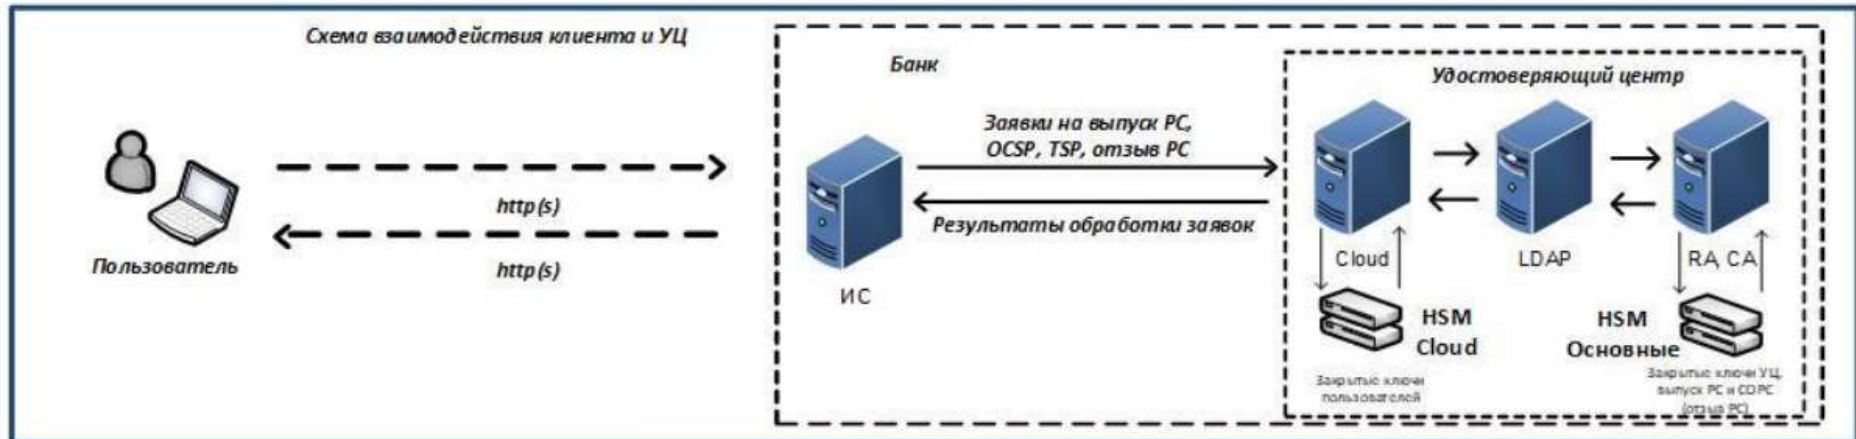 Схема взаимодействия клиента и УЦ
Банк
Удостоверяющий центр
Заявки на выпуск РС,
OCSP, TSP, отзыв РС
http(s)
Результаты обработки заявок
http(s)
Пользователь
ИС
Cloud
LDAP
RA, CA
HSM
Cloud
HSM
Основные
Закрытые ключи
пользователей
Закрытые ключи УЦ,
выпуск РС и СОРС
(отзыв РС)